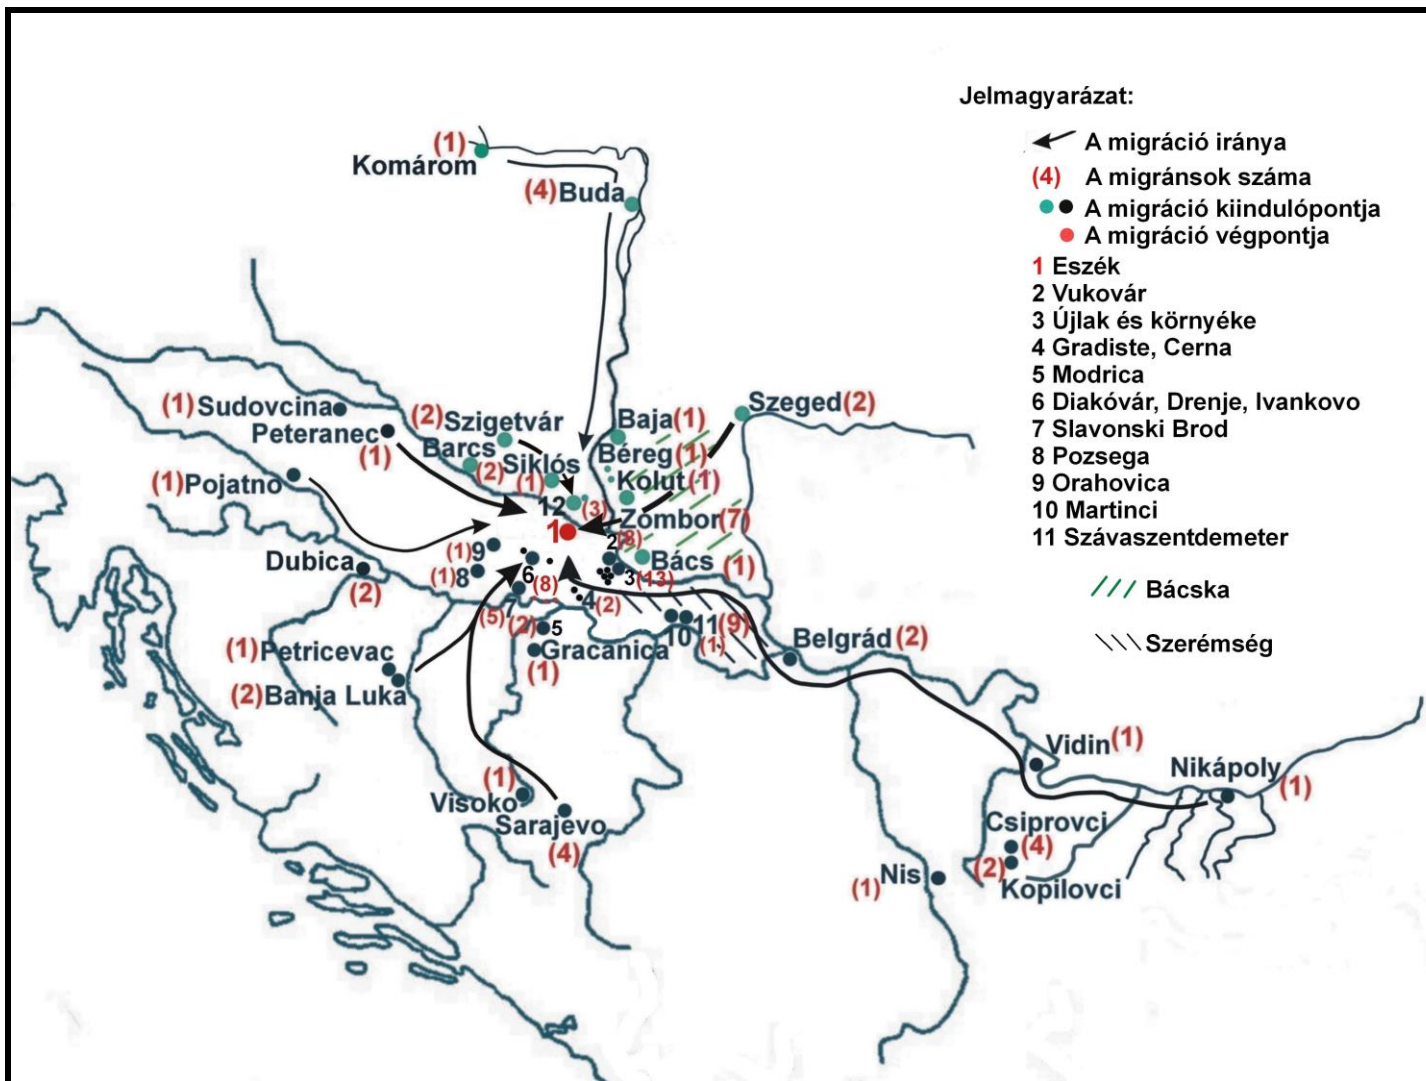 Jelmagyarázat:
A migráció iránya
(4) A migránsok száma
A migráció kiindulópontja
A migráció végpontja
1 Eszék
2 Vukovár
3 Újlak és környéke
4 Gradiste, Cerna
5 Modrica
6 Diakóvár, Drenje, Ivankovo
7 Slavonski Brod
8 Pozsega
9 Orahovica
10 Martinci
11 Szávaszentdemeter
Bácska
Szerémség
(1)
Komárom
(4) Buda
(1) Sudovcina
Peteranec
(1)
(2) Szigetvár
Barcs
(2)
Siklós
(1)
Baja (1)
Szeged (2)
Béreg (1)
Kolut (1)
(1) Pojatno
12 (3)
Zombor (7)
1
2 (8)
(1) 9
Bács
(1)
(1) 8
6
(8)
3 (13)
Dubica
(2)
7
(5)
4 (2)
(2) 5
10
11 (9)
(1)
Gracanica
(1)
Belgrád (2)
(1) Petricevac
(2) Banja Luka
Vidin (1)
Nikápoly
(1)
(1)
Visoko
Sarajevo
(4)
Csiprovci
(4)
(2)
Kopilovci
Nis
(1)